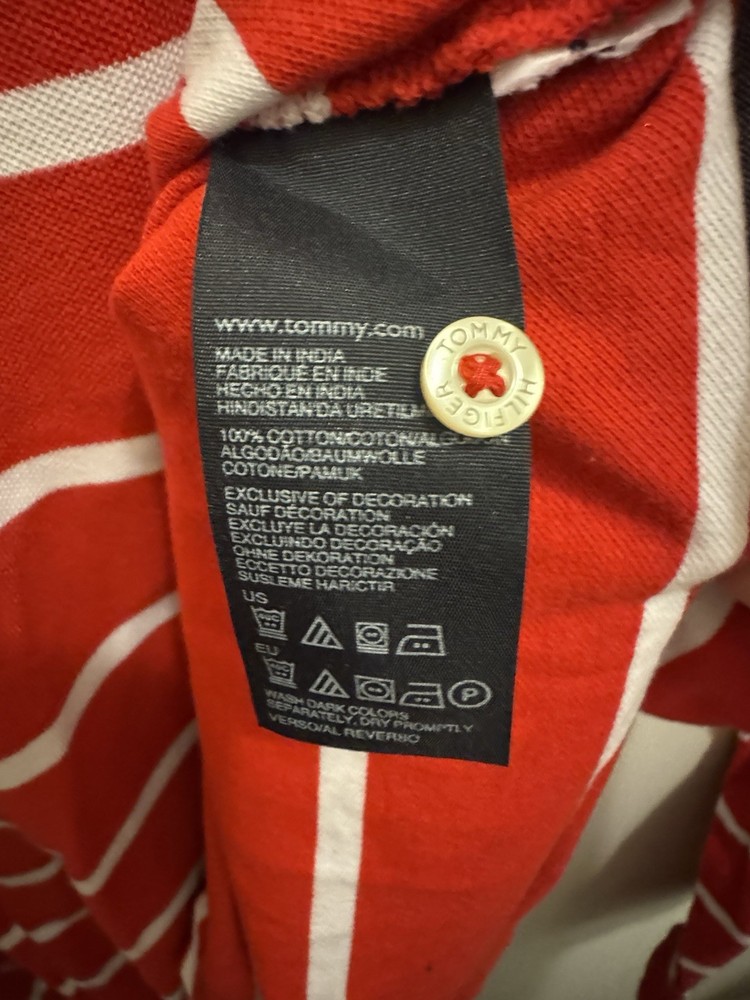 www.tommy.com
TOMMY HILFIGER
MADE IN INDIA
FABRIQUÉ EN INDE
HECHO EN INDIA
HINDISTAN'DA
100% COTTON/COTON/
ALGODÃO/BAUMWOLLE
COTONE/PAMUK
EXCLUSIVE OF DECORATION
SAUF DÉCORATION
EXCLUYE LA DECORACIÓN
EXCLUINDO DECORAÇÃO
OHNE DEKORATION
ECCETTO DECORAZIONE
SUSLEME HARICTIR
US
EU
P
WASH DARK COLORS
SEPARATELY, DRY PROMPTLY
VERSO/AL REVERSO